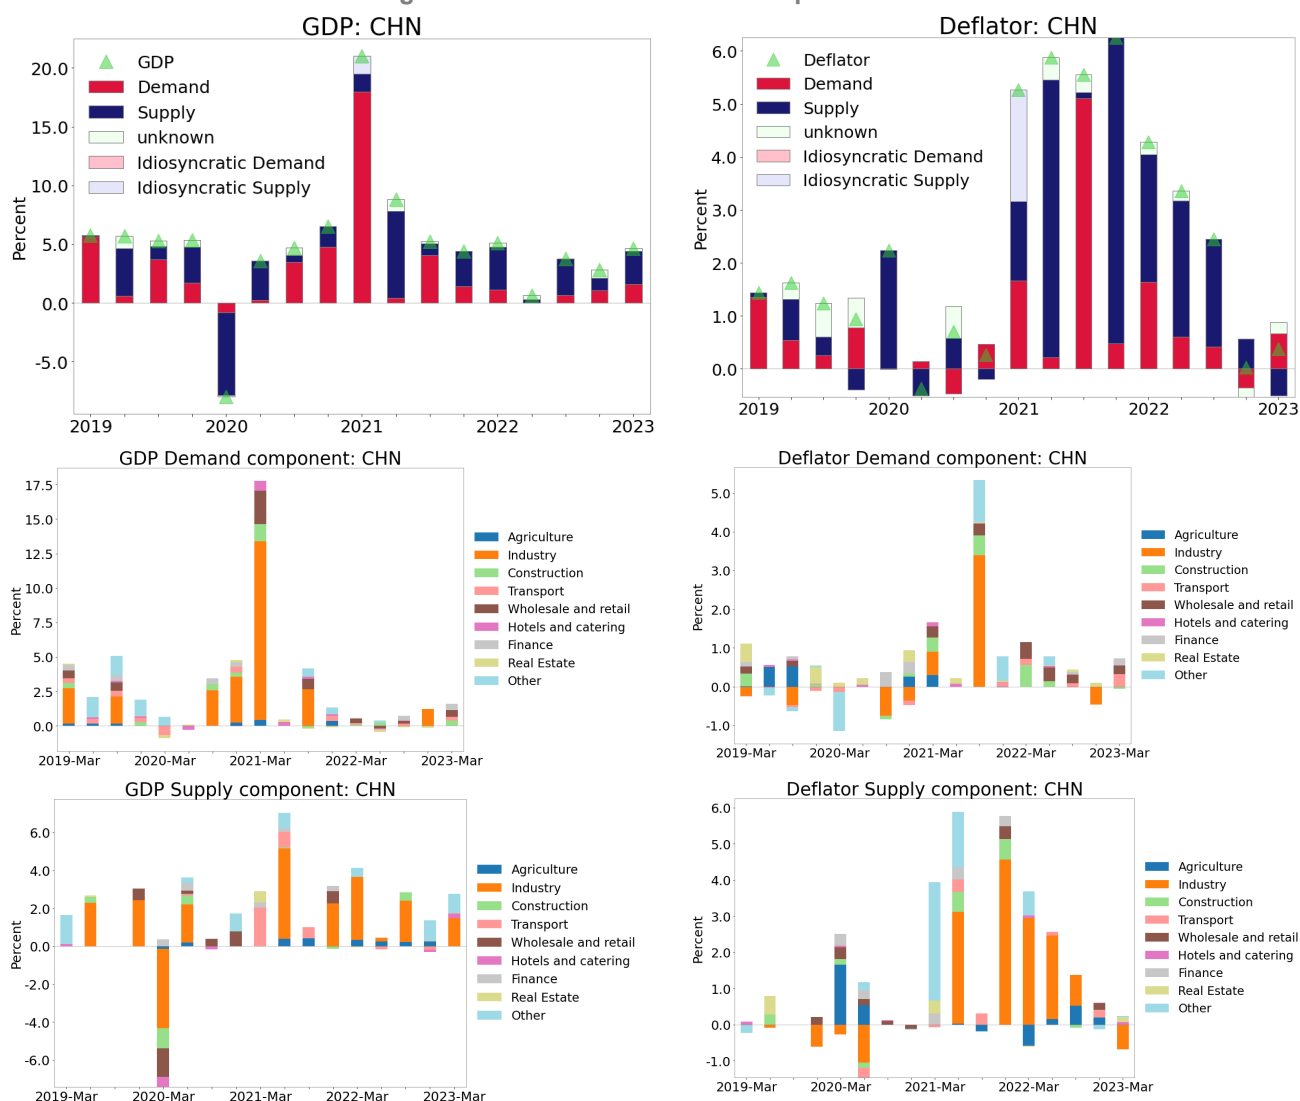 GDP: CHN
GDP
Demand
Supply
unknown
Idiosyncratic Demand
Idiosyncratic Supply
Percent
20.0
15.0
10.0
5.0
0.0
-5.0
2019
2020
2021
2022
2023
Deflator: CHN
Deflator
Demand
Supply
unknown
Idiosyncratic Demand
Idiosyncratic Supply
Percent
6.0
5.0
4.0
3.0
2.0
1.0
0.0
2019
2020
2021
2022
2023
GDP Demand component: CHN
Percent
17.5
15.0
12.5
10.0
7.5
5.0
2.5
0.0
2019-Mar
2020-Mar
2021-Mar
2022-Mar
2023-Mar
Agriculture
Industry
Construction
Transport
Wholesale and retail
Hotels and catering
Finance
Real Estate
Other
Deflator Demand component: CHN
Percent
5.0
4.0
3.0
2.0
1.0
0.0
-1.0
2019-Mar
2020-Mar
2021-Mar
2022-Mar
2023-Mar
Agriculture
Industry
Construction
Transport
Wholesale and retail
Hotels and catering
Finance
Real Estate
Other
GDP Supply component: CHN
Percent
6.0
4.0
2.0
0.0
-2.0
-4.0
-6.0
2019-Mar
2020-Mar
2021-Mar
2022-Mar
2023-Mar
Agriculture
Industry
Construction
Transport
Wholesale and retail
Hotels and catering
Finance
Real Estate
Other
Deflator Supply component: CHN
Percent
6.0
5.0
4.0
3.0
2.0
1.0
0.0
-1.0
2019-Mar
2020-Mar
2021-Mar
2022-Mar
2023-Mar
Agriculture
Industry
Construction
Transport
Wholesale and retail
Hotels and catering
Finance
Real Estate
Other